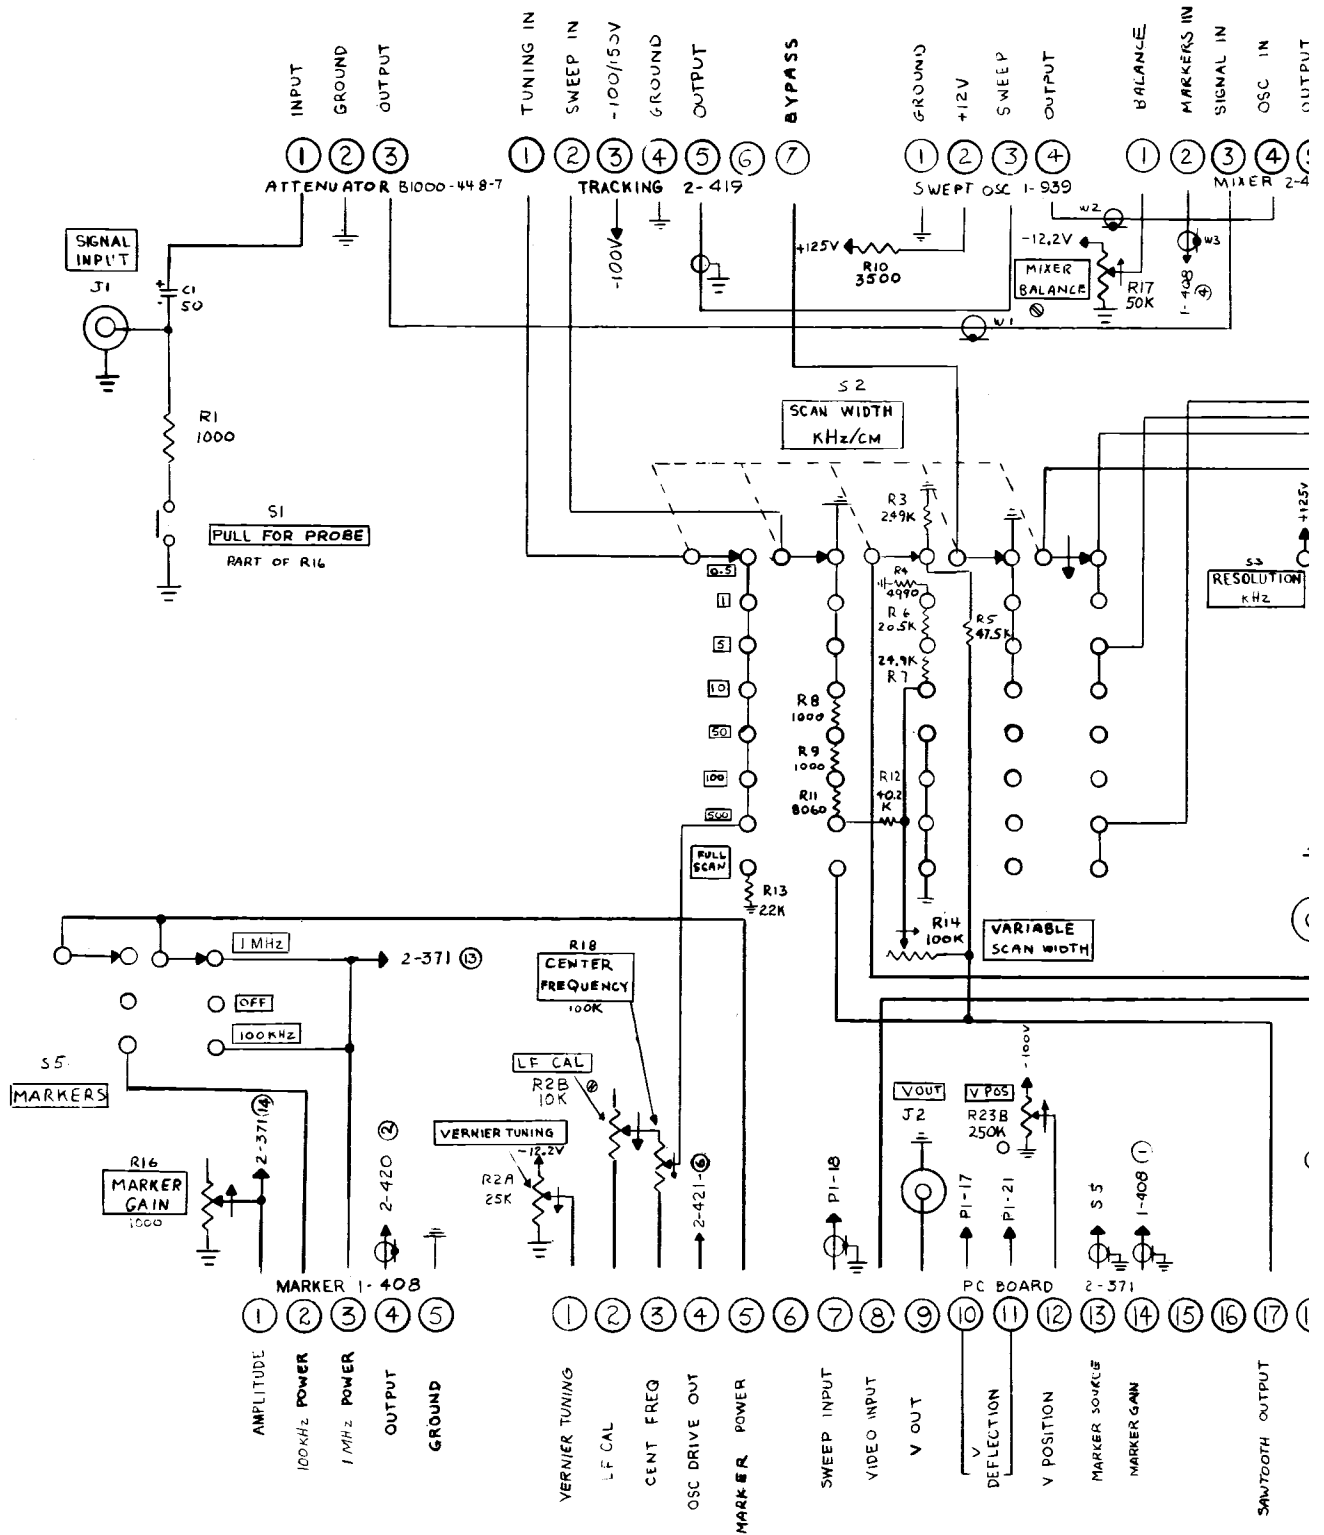 INPUT
GROUND
OUTPUT
TUNING IN
SWEEP IN
-100/150V
GROUND
OUTPUT
BYPASS
GROUND
+12V
SWEEP
OUTPUT
BALANCE
MARKERS IN
SIGNAL IN
OSC IN
OUTPUT
1 2 3
1 2 3 4 5 6 7
1 2 3 4
1 2 3 4 5
ATTENUATOR B1000-448-7
TRACKING 2-419
SWEPT OSC 1-939
MIXER 2-4
SIGNAL
INPUT
J1
+
-
C1
50
-100V
+125V
R10
3500
W2
-12.2V
W3
MIXER
BALANCE
R17
50K
1-408 4
W1
R1
1000
S1
PULL FOR PROBE
PART OF R16
S2
SCAN WIDTH
KHz/CM
R3
2.49K
R4
4990
R6
20.5K
R5
47.5K
24.9K
R7
+125V
S3
RESOLUTION
KHz
0.5
1
5
10
50
100
500
FULL
SCAN
R8
1000
R9
1000
R11
8060
R12
40.2
K
R13
22K
R14
100K
VARIABLE
SCAN WIDTH
1MHz
OFF
100KHz
2-371 13
S5
MARKERS
R18
CENTER
FREQUENCY
100K
LF CAL
R2B
10K
VERNIER TUNING
-12.2V
R2A
25K
2-371 14
R16
MARKER
GAIN
1000
2-420 2
2-421-6
P1-18
VOUT
J2
V POS
R23B
250K
-100V
P1-17
P1-21
S5
1-408 1
MARKER 1-408
PC BOARD 2-371
1 2 3 4 5
1 2 3 4 5 6 7 8 9 10 11 12 13 14 15 16 17
AMPLITUDE
100KHz POWER
1MHz POWER
OUTPUT
GROUND
VERNIER TUNING
LF CAL
CENT FREQ
OSC DRIVE OUT
MARKER POWER
SWEEP INPUT
VIDEO INPUT
V OUT
V
DEFLECTION
V POSITION
MARKER SOURCE
MARKER GAIN
SAWTOOTH OUTPUT